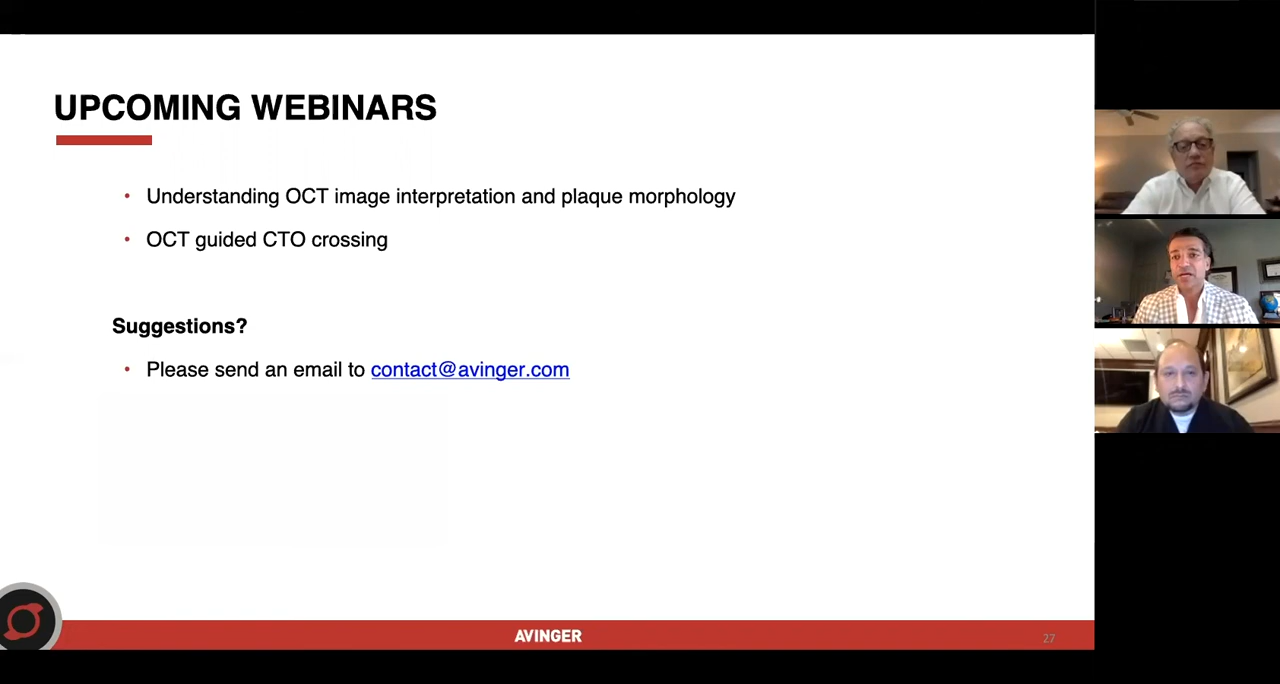 UPCOMING WEBINARS
• Understanding OCT image interpretation and plaque morphology
• OCT guided CTO crossing
Suggestions?
• Please send an email to contact@avinger.com
AVINGER
27